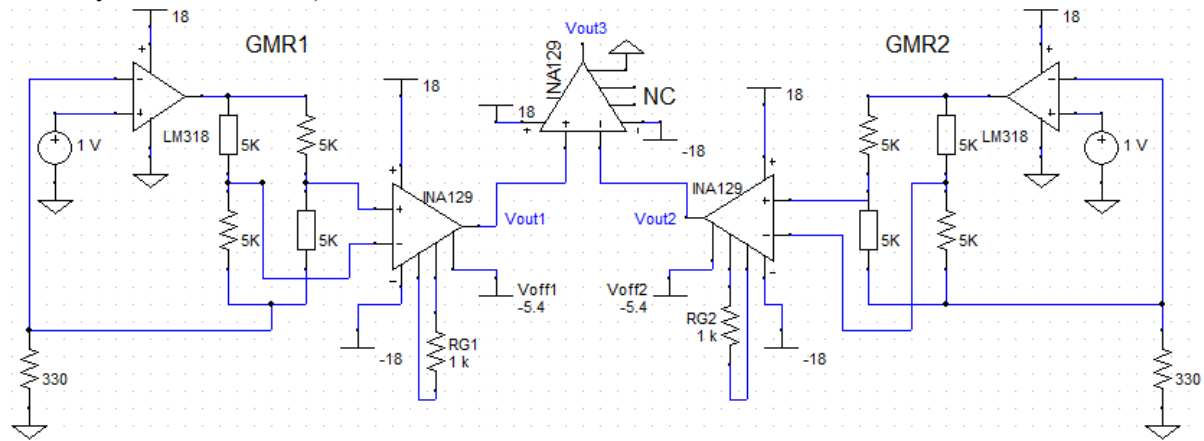 18
GMR1
1 V
LM318
5K
5K
5K
5K
330
18
INA129
Vout1
Voff1
-5.4
RG1
1 k
-18
Vout3
INA129
18
NC
-18
18
INA129
Vout2
Voff2
-5.4
RG2
1 k
-18
GMR2
18
LM318
1 V
5K
5K
5K
5K
330